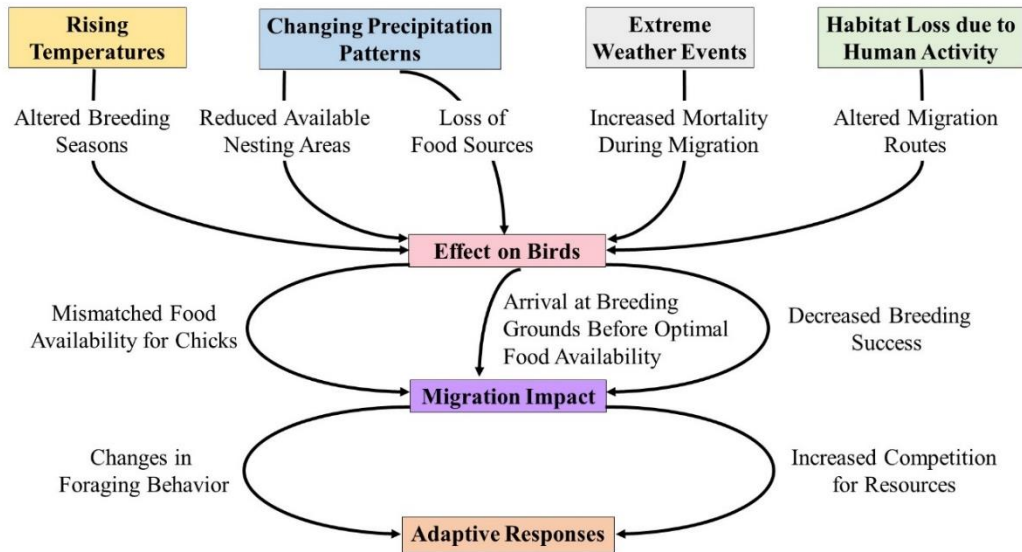 Rising
Temperatures
Changing Precipitation
Patterns
Extreme
Weather Events
Habitat Loss due to
Human Activity
Altered Breeding
Seasons
Reduced Available
Nesting Areas
Loss of
Food Sources
Increased Mortality
During Migration
Altered Migration
Routes
Effect on Birds
Mismatched Food
Availability for Chicks
Arrival at Breeding
Grounds Before Optimal
Food Availability
Decreased Breeding
Success
Migration Impact
Changes in
Foraging Behavior
Increased Competition
for Resources
Adaptive Responses